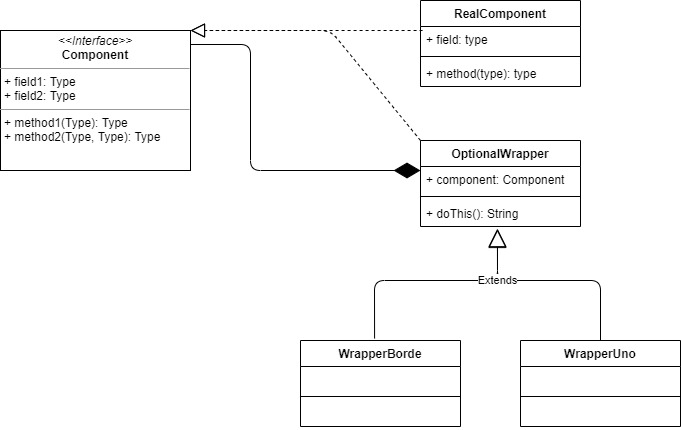 <<Interface>>
Component
+ field1: Type
+ field2: Type
+ method1(Type): Type
+ method2(Type, Type): Type
RealComponent
+ field: type
+ method(type): type
OptionalWrapper
+ component: Component
+ doThis(): String
Extends
WrapperBorde
WrapperUno